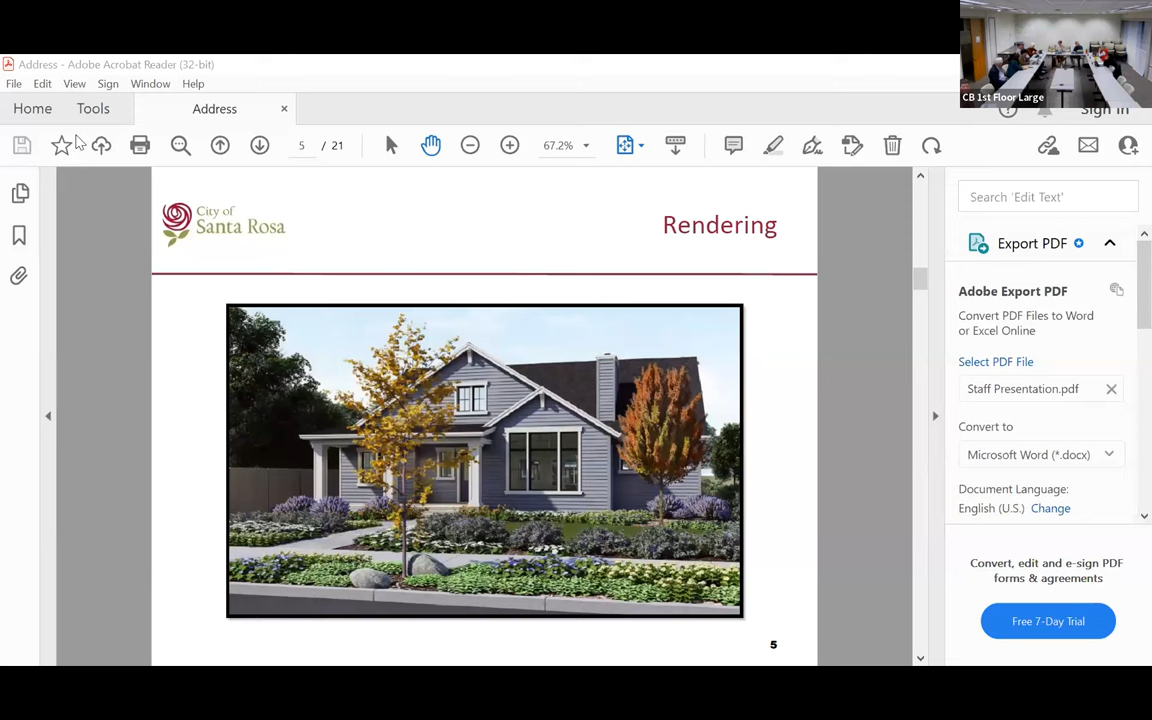 Address - Adobe Acrobat Reader (32-bit)
File Edit View Sign Window Help
CB 1st Floor Large
Home Tools Address × Sign In
5 / 21 67.2%
City of
Santa Rosa
Rendering
Search 'Edit Text'
Export PDF
Adobe Export PDF
Convert PDF Files to Word
or Excel Online
Select PDF File
Staff Presentation.pdf
Convert to
Microsoft Word (*.docx)
Document Language:
English (U.S.) Change
Convert, edit and e-sign PDF
forms & agreements
Free 7-Day Trial
5